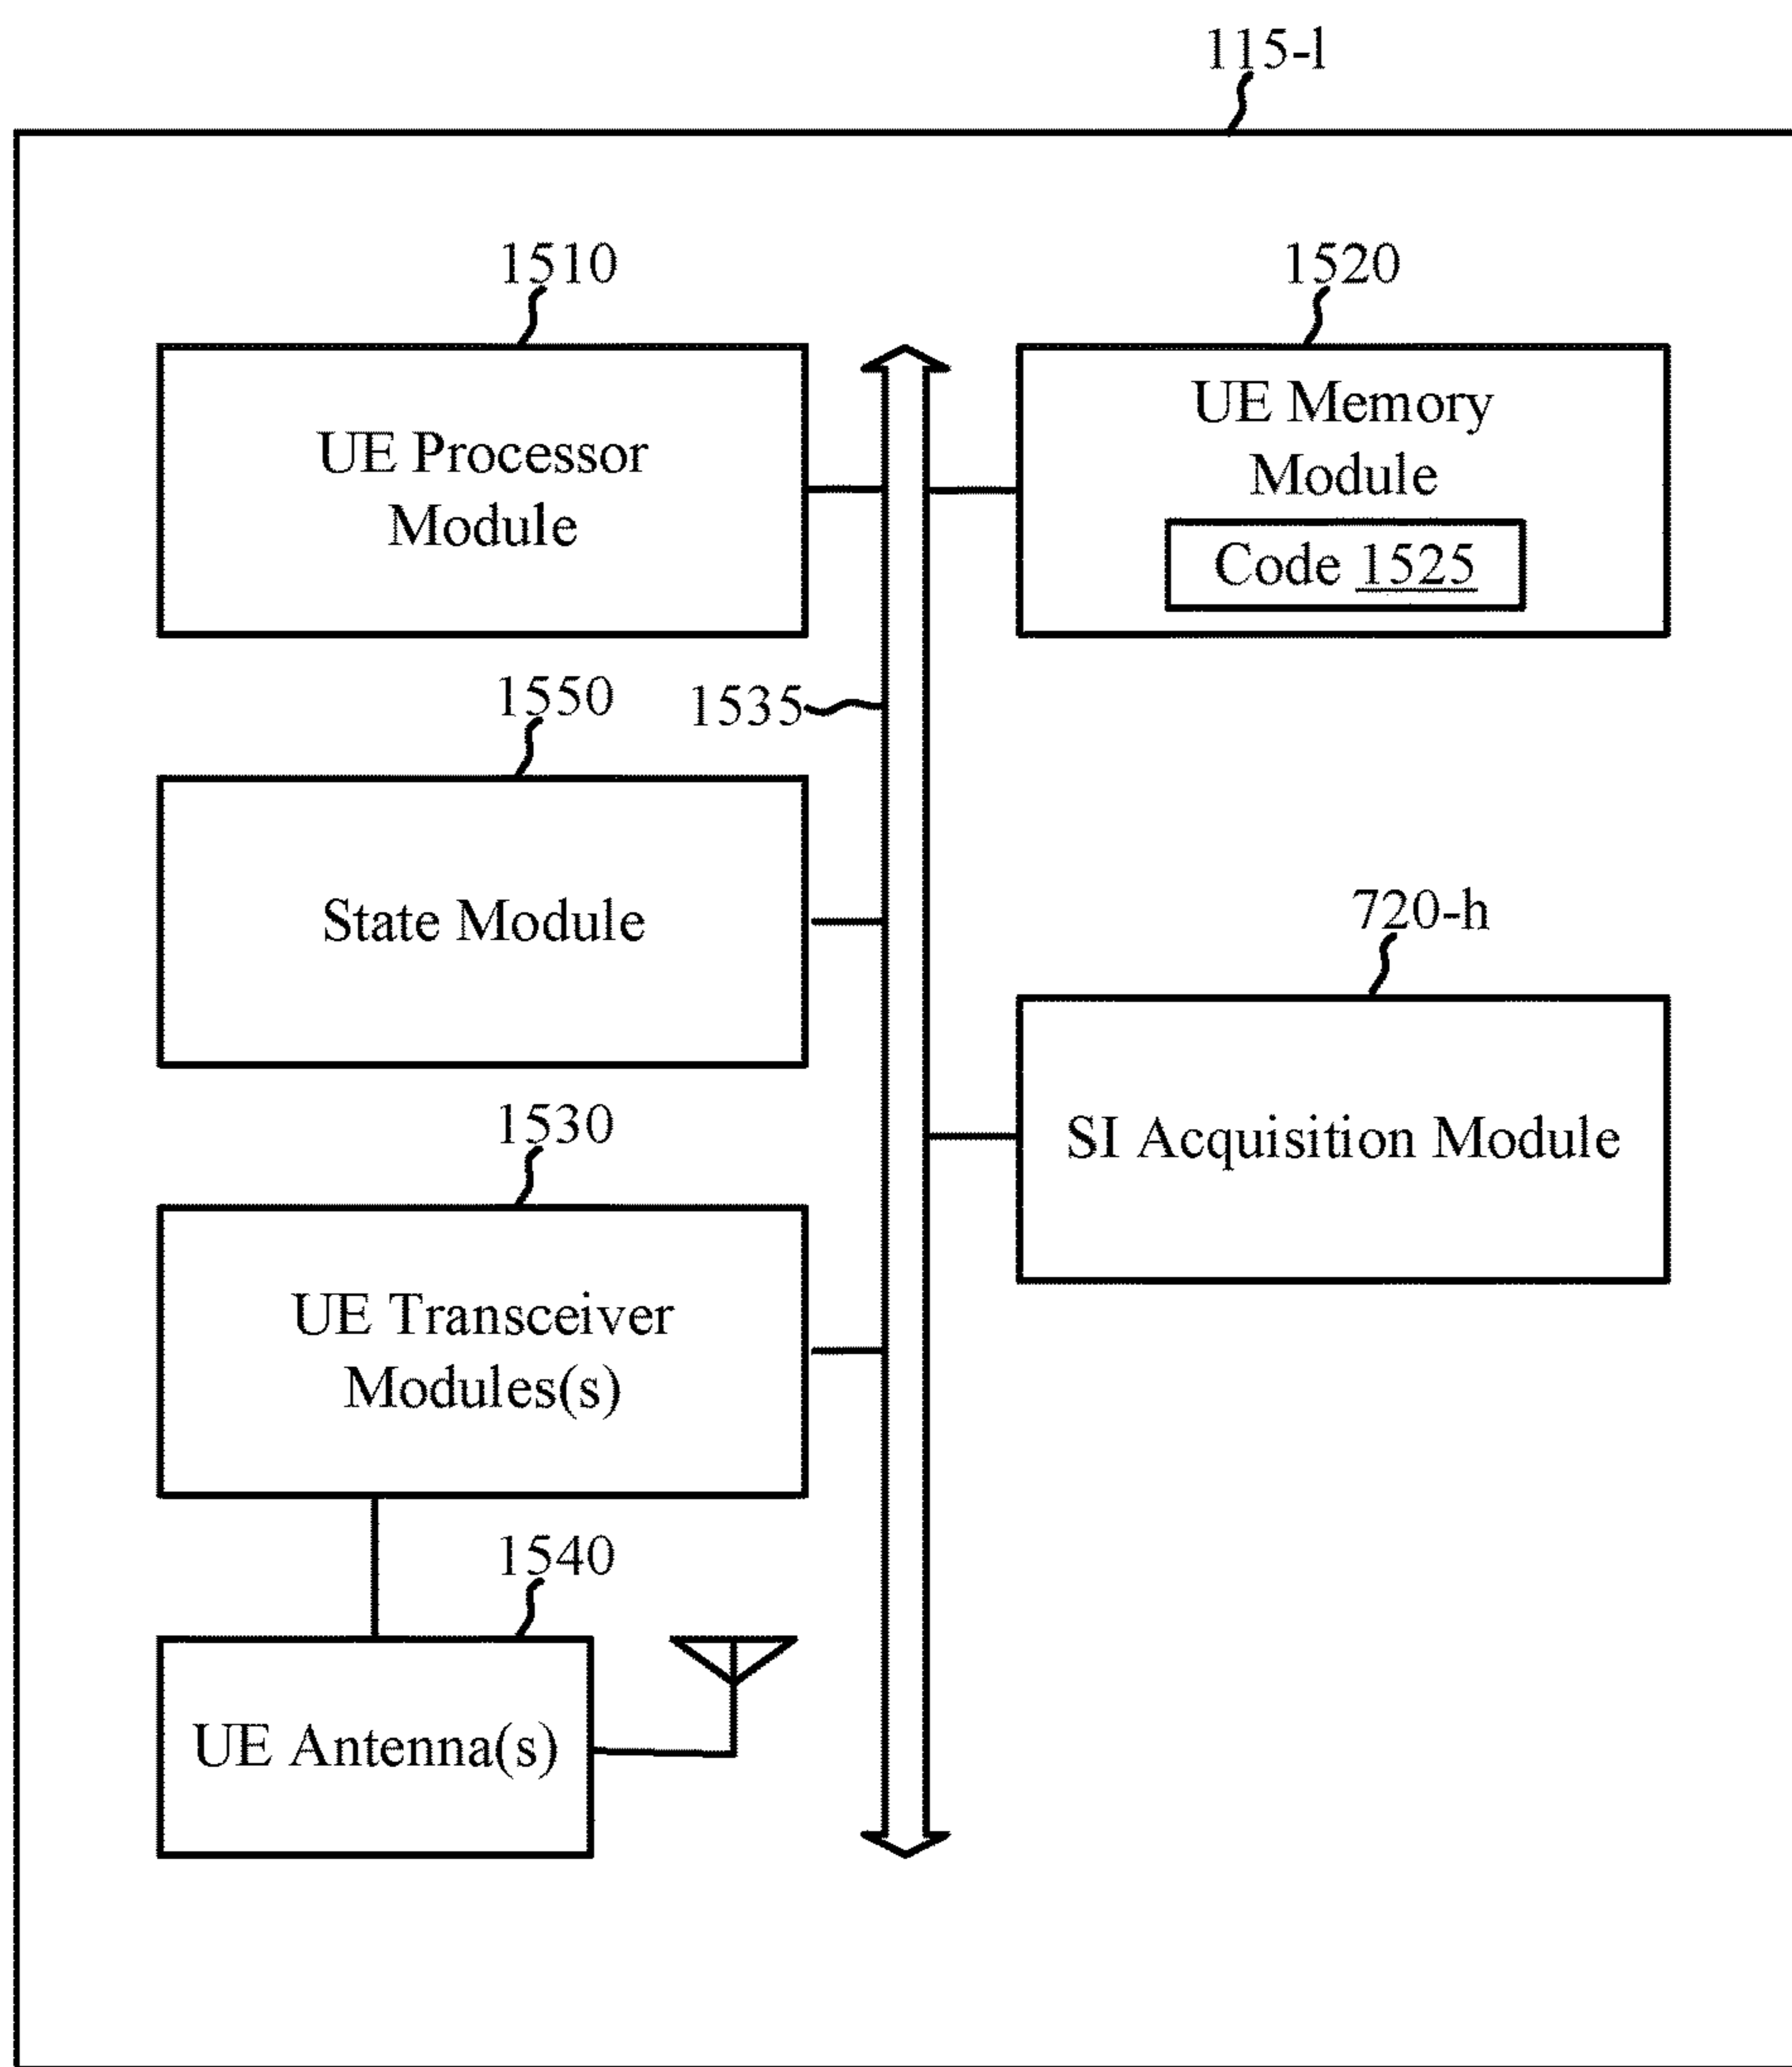 115-l
1510
1520
UE Processor
Module
UE Memory
Module
Code 1525
1550
1535
State Module
720-h
SI Acquisition Module
1530
UE Transceiver
Modules(s)
1540
UE Antenna(s)